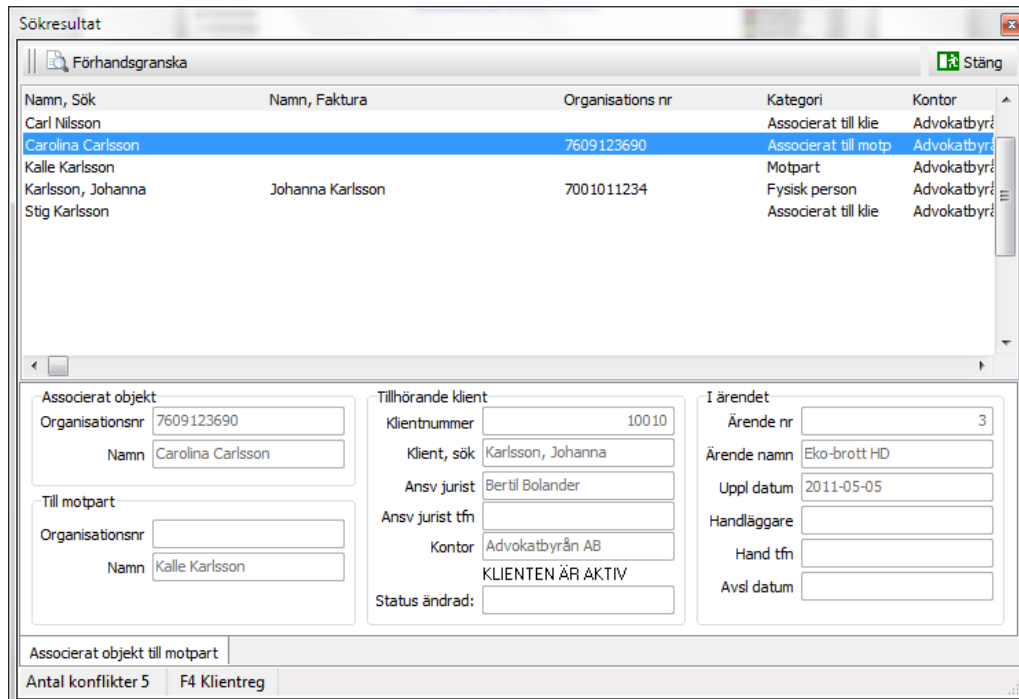 Sökresultat
Förhandsgranska Stäng
Namn, Sök Namn, Faktura Organisations nr Kategori Kontor
Carl Nilsson Associerat till klie Advokatbyrå
Carolina Carlsson 7609123690 Associerat till motp Advokatbyrå
Kalle Karlsson Motpart Advokatbyrå
Karlsson, Johanna Johanna Karlsson 7001011234 Fysisk person Advokatbyrå
Stig Karlsson Associerat till klie Advokatbyrå
Associerat objekt
Organisationsnr 7609123690
Namn Carolina Carlsson
Till motpart
Organisationsnr
Namn Kalle Karlsson
Tillhörande klient
Klientnummer 10010
Klient, sök Karlsson, Johanna
Ansv jurist Bertil Bolander
Ansv jurist tfn
Kontor Advokatbyrån AB
KLIENTEN ÄR AKTIV
Status ändrad:
I ärendet
Ärende nr 3
Ärende namn Eko-brott HD
Uppl datum 2011-05-05
Handläggare
Hand tfn
Avsl datum
Associerat objekt till motpart
Antal konflikter 5 F4 Klientreg